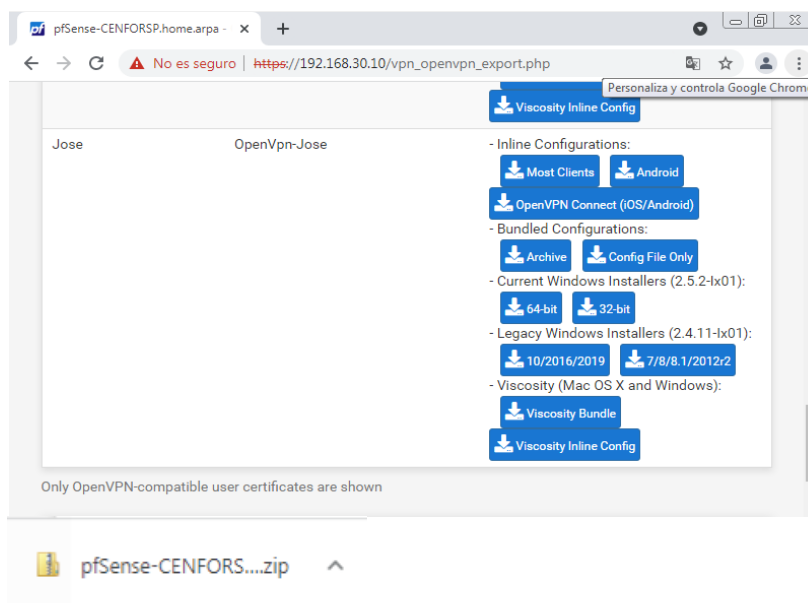 pfSense-CENFORSP.home.arpa -
No es seguro | https://192.168.30.10/vpn_openvpn_export.php
Personaliza y controla Google Chrome
Viscosity Inline Config
Jose OpenVpn-Jose - Inline Configurations:
Most Clients Android
OpenVPN Connect (iOS/Android)
- Bundled Configurations:
Archive Config File Only
- Current Windows Installers (2.5.2-Ix01):
64-bit 32-bit
- Legacy Windows Installers (2.4.11-Ix01):
10/2016/2019 7/8/8.1/2012r2
- Viscosity (Mac OS X and Windows):
Viscosity Bundle
Viscosity Inline Config
Only OpenVPN-compatible user certificates are shown
pfSense-CENFORS....zip